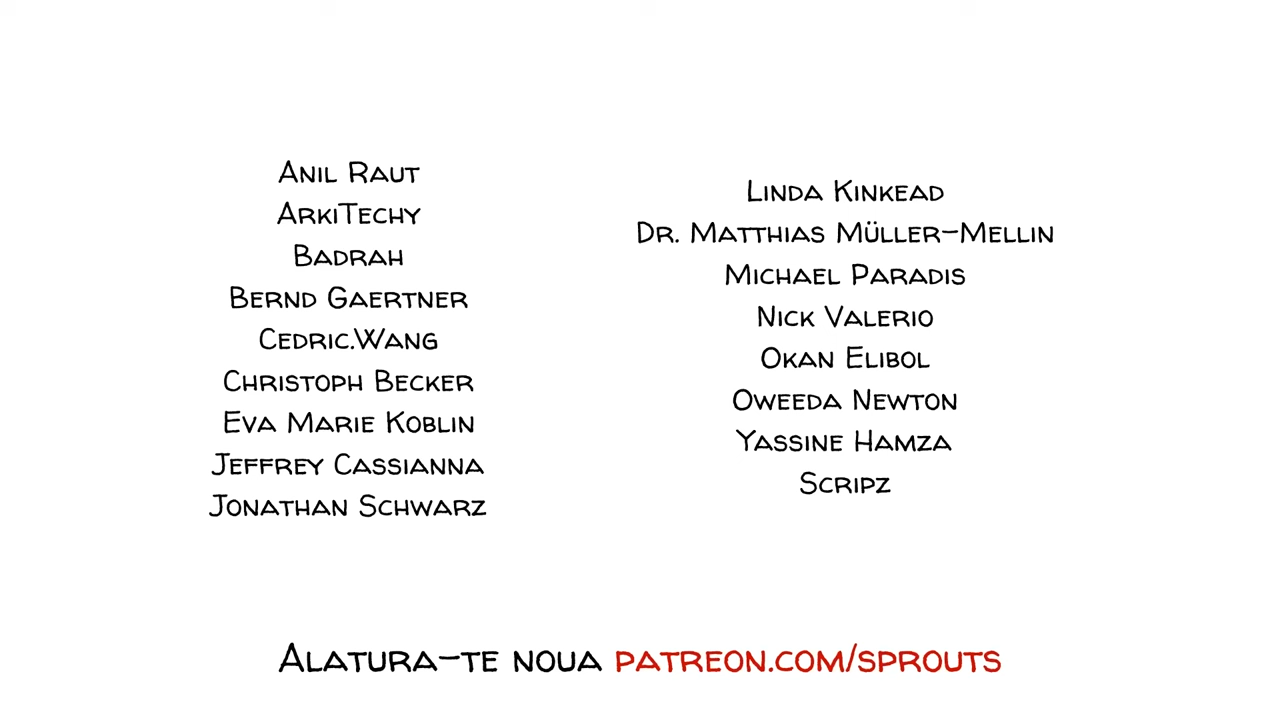 Anil Raut
ArkiTechy
Badrah
Bernd Gaertner
Cedric.Wang
Christoph Becker
Eva Marie Koblin
Jeffrey Cassianna
Jonathan Schwarz
Linda Kinkead
Dr. Matthias Müller-Mellin
Michael Paradis
Nick Valerio
Okan Elibol
Oweeda Newton
Yassine Hamza
Scripz
Alatura-te noua patreon.com/sprouts